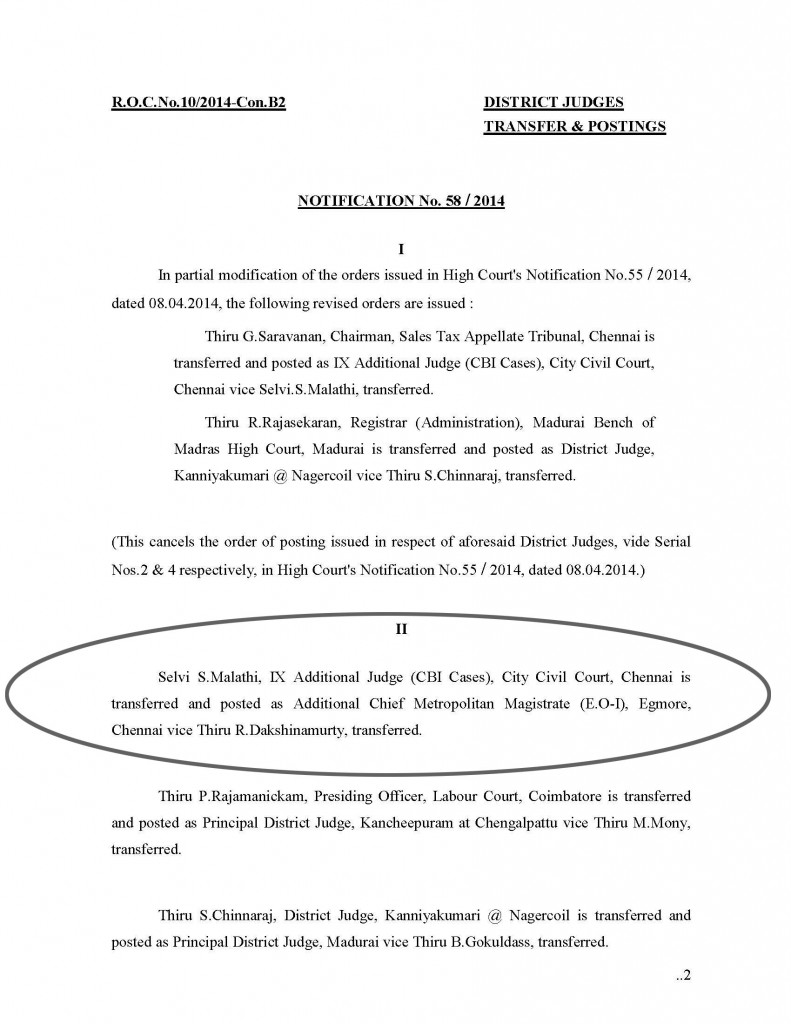 R.O.C.No.10/2014-Con.B2
DISTRICT JUDGES
TRANSFER & POSTINGS
NOTIFICATION No. 58 / 2014
I
In partial modification of the orders issued in High Court's Notification No.55 / 2014,
dated 08.04.2014, the following revised orders are issued :
Thiru G.Saravanan, Chairman, Sales Tax Appellate Tribunal, Chennai is
transferred and posted as IX Additional Judge (CBI Cases), City Civil Court,
Chennai vice Selvi.S.Malathi, transferred.
Thiru R.Rajasekaran, Registrar (Administration), Madurai Bench of
Madras High Court, Madurai is transferred and posted as District Judge,
Kanniyakumari @ Nagercoil vice Thiru S.Chinnaraj, transferred.
(This cancels the order of posting issued in respect of aforesaid District Judges, vide Serial
Nos.2 & 4 respectively, in High Court's Notification No.55 / 2014, dated 08.04.2014.)
II
Selvi S.Malathi, IX Additional Judge (CBI Cases), City Civil Court, Chennai is
transferred and posted as Additional Chief Metropolitan Magistrate (E.O-I), Egmore,
Chennai vice Thiru R.Dakshinamurty, transferred.
Thiru P.Rajamanickam, Presiding Officer, Labour Court, Coimbatore is transferred
and posted as Principal District Judge, Kancheepuram at Chengalpattu vice Thiru M.Mony,
transferred.
Thiru S.Chinnaraj, District Judge, Kanniyakumari @ Nagercoil is transferred and
posted as Principal District Judge, Madurai vice Thiru B.Gokuldass, transferred.
..2